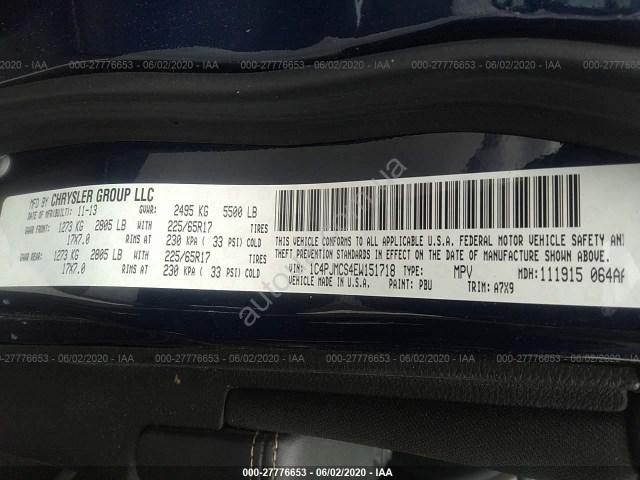 000-27776653 / 06/02/2020 - IAA
MFD BY CHRYSLER GROUP LLC
DATE OF MFR(BUILT): 11-13 GVWR: 2495 KG 5500 LB
GAWR FRONT: 1273 KG 2805 LB WITH 225/65R17 TIRES
17X7.0 RIMS AT 230 KPA ( 33 PSI) COLD
GAWR REAR: 1273 KG 2805 LB WITH 225/65R17 TIRES
17X7.0 RIMS AT 230 KPA ( 33 PSI) COLD
THIS VEHICLE CONFORMS TO ALL APPLICABLE U.S.A. FEDERAL MOTOR VEHICLE SAFETY AND
THEFT PREVENTION STANDARDS IN EFFECT ON THE DATE OF MANUFACTURE SHOWN ABOVE.
VIN: 1C4PJMCS4EW151718 TYPE: MPV MDH: 111915 064AA
VEHICLE MADE IN U.S.A. PAINT: PBU TRIM: A7X9
000-27776653 / 06/02/2020 - IAA